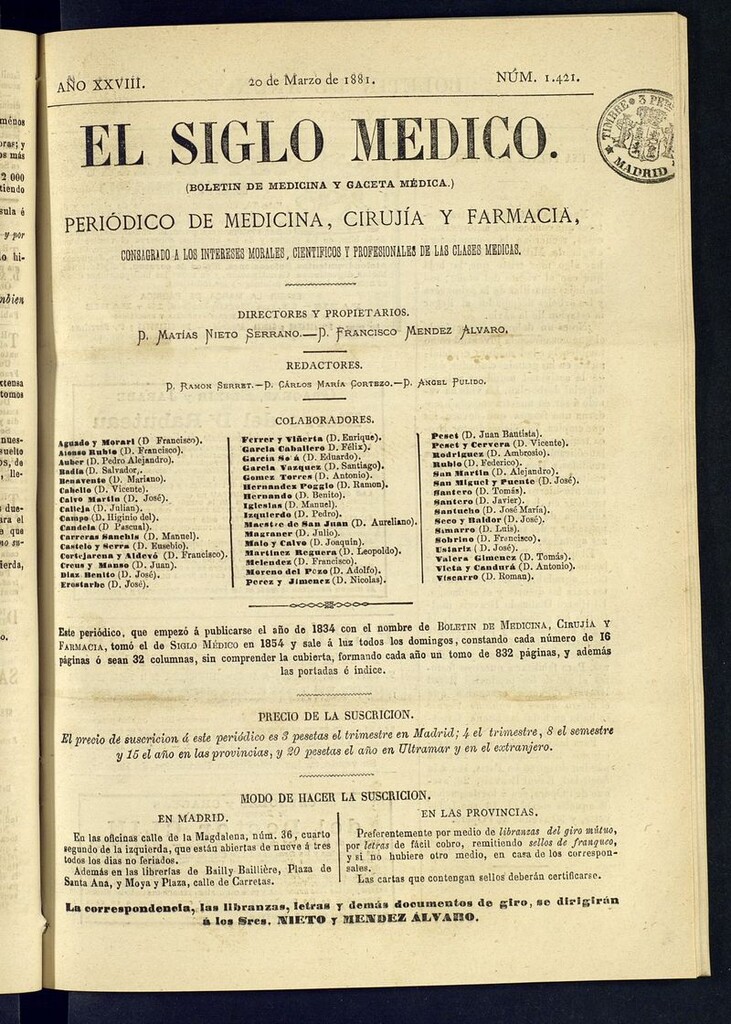 AÑO XXVIII.
20 de Marzo de 1881.
NÚM. 1.421.
TIMBRE 3 PE
MADRID
EL SIGLO MEDICO.
(BOLETIN DE MEDICINA Y GACETA MÉDICA.)
PERIÓDICO DE MEDICINA, CIRUJÍA Y FARMACIA,
CONSAGRADO A LOS INTERESES MORALES, CIENTIFICOS Y PROFESIONALES DE LAS CLASES MEDICAS.
DIRECTORES Y PROPIETARIOS.
D. MATÍAS NIETO SERRANO.—D. FRANCISCO MENDEZ ALVARO.
REDACTORES.
D. RAMON SERRET.—D. CÁRLOS MARÍA CORTEZO.—D. ANGEL PULIDO.
COLABORADORES.
Aguado y Morari (D Francisco).
Alonso Rubio (D. Francisco).
Auber (D. Pedro Alejandro).
Badia (D. Salvador,.
Benavente (D. Mariano).
Cabello (D. Vicente).
Calvo Martin (D. José).
Calleja (D. Julian).
Campo (D. Higinio del).
Candela (D Pascual).
Carreras Sanchis (D. Manuel).
Castelo y Serra (D. Eusebio).
Cortejarena y Aldevó (D. Francisco).
Creus y Manso (D. Juan).
Diaz Benito (D. José).
Erostarbe (D. José).
Ferrer y Viñerta (D. Enrique).
Garcia Caballero (D. Félix).
Garcia Solá (D. Eduardo).
Garcia Vazquez (D. Santiago).
Gomez Torres (D. Antonio).
Hernandez Poggio (D. Ramon).
Hernando (D. Benito).
Iglesias (D. Manuel).
Izquierdo (D. Pedro).
Maestre de San Juan (D. Aureliano).
Magraner (D. Julio).
Malo y Calvo (D. Joaquin).
Martinez Reguera (D. Leopoldo).
Melendez (D. Francisco).
Moreno del Pozo (D. Adolfo).
Perez y Jimenez (D. Nicolas).
Peset (D. Juan Bautista).
Peset y Cervera (D. Vicente).
Rodriguez (D. Ambrosio).
Rubio (D. Federico).
San Martin (D. Alejandro).
San Miguel y Puente (D. José).
Santero (D. Tomás).
Santero (D. Javier).
Santucho (D. José María).
Seco y Baldor (D. José).
Simarro (D. Luis).
Sobrino (D. Francisco).
Ustariz (D. José).
Valera Gimenez (D. Tomás).
Vieta y Candurá (D. Antonio).
Viscarro (D. Roman).
Este periódico, que empezó á publicarse el año de 1834 con el nombre de BOLETIN DE MEDICINA, CIRUJÍA Y
FARMACIA, tomó el de SIGLO MÉDICO en 1854 y sale á luz todos los domingos, constando cada número de 16
páginas ó sean 32 columnas, sin comprender la cubierta, formando cada año un tomo de 832 páginas, y además
las portadas é índice.
PRECIO DE LA SUSCRICION.
El precio de suscricion á este periódico es 3 pesetas el trimestre en Madrid; 4 el trimestre, 8 el semestre
y 15 el año en las provincias, y 20 pesetas el año en Ultramar y en el extranjero.
MODO DE HACER LA SUSCRICION.
EN MADRID.
En las oficinas calle de la Magdalena, núm. 36, cuarto
segundo de la izquierda, que están abiertas de nueve á tres
todos los dias no feriados.
Además en las librerías de Bailly-Baillière, Plaza de
Santa Ana, y Moya y Plaza, calle de Carretas.
EN LAS PROVINCIAS.
Preferentemente por medio de libranzas del giro mútuo,
por letras de fácil cobro, remitiendo sellos de franqueo,
y si no hubiere otro medio, en casa de los correspon-
sales.
Las cartas que contengan sellos deberán certificarse.
La correspondencia, las libranzas, letras y demás documentos de giro, se dirigirán
á los Sres. NIETO y MENDEZ ÁLVARO.